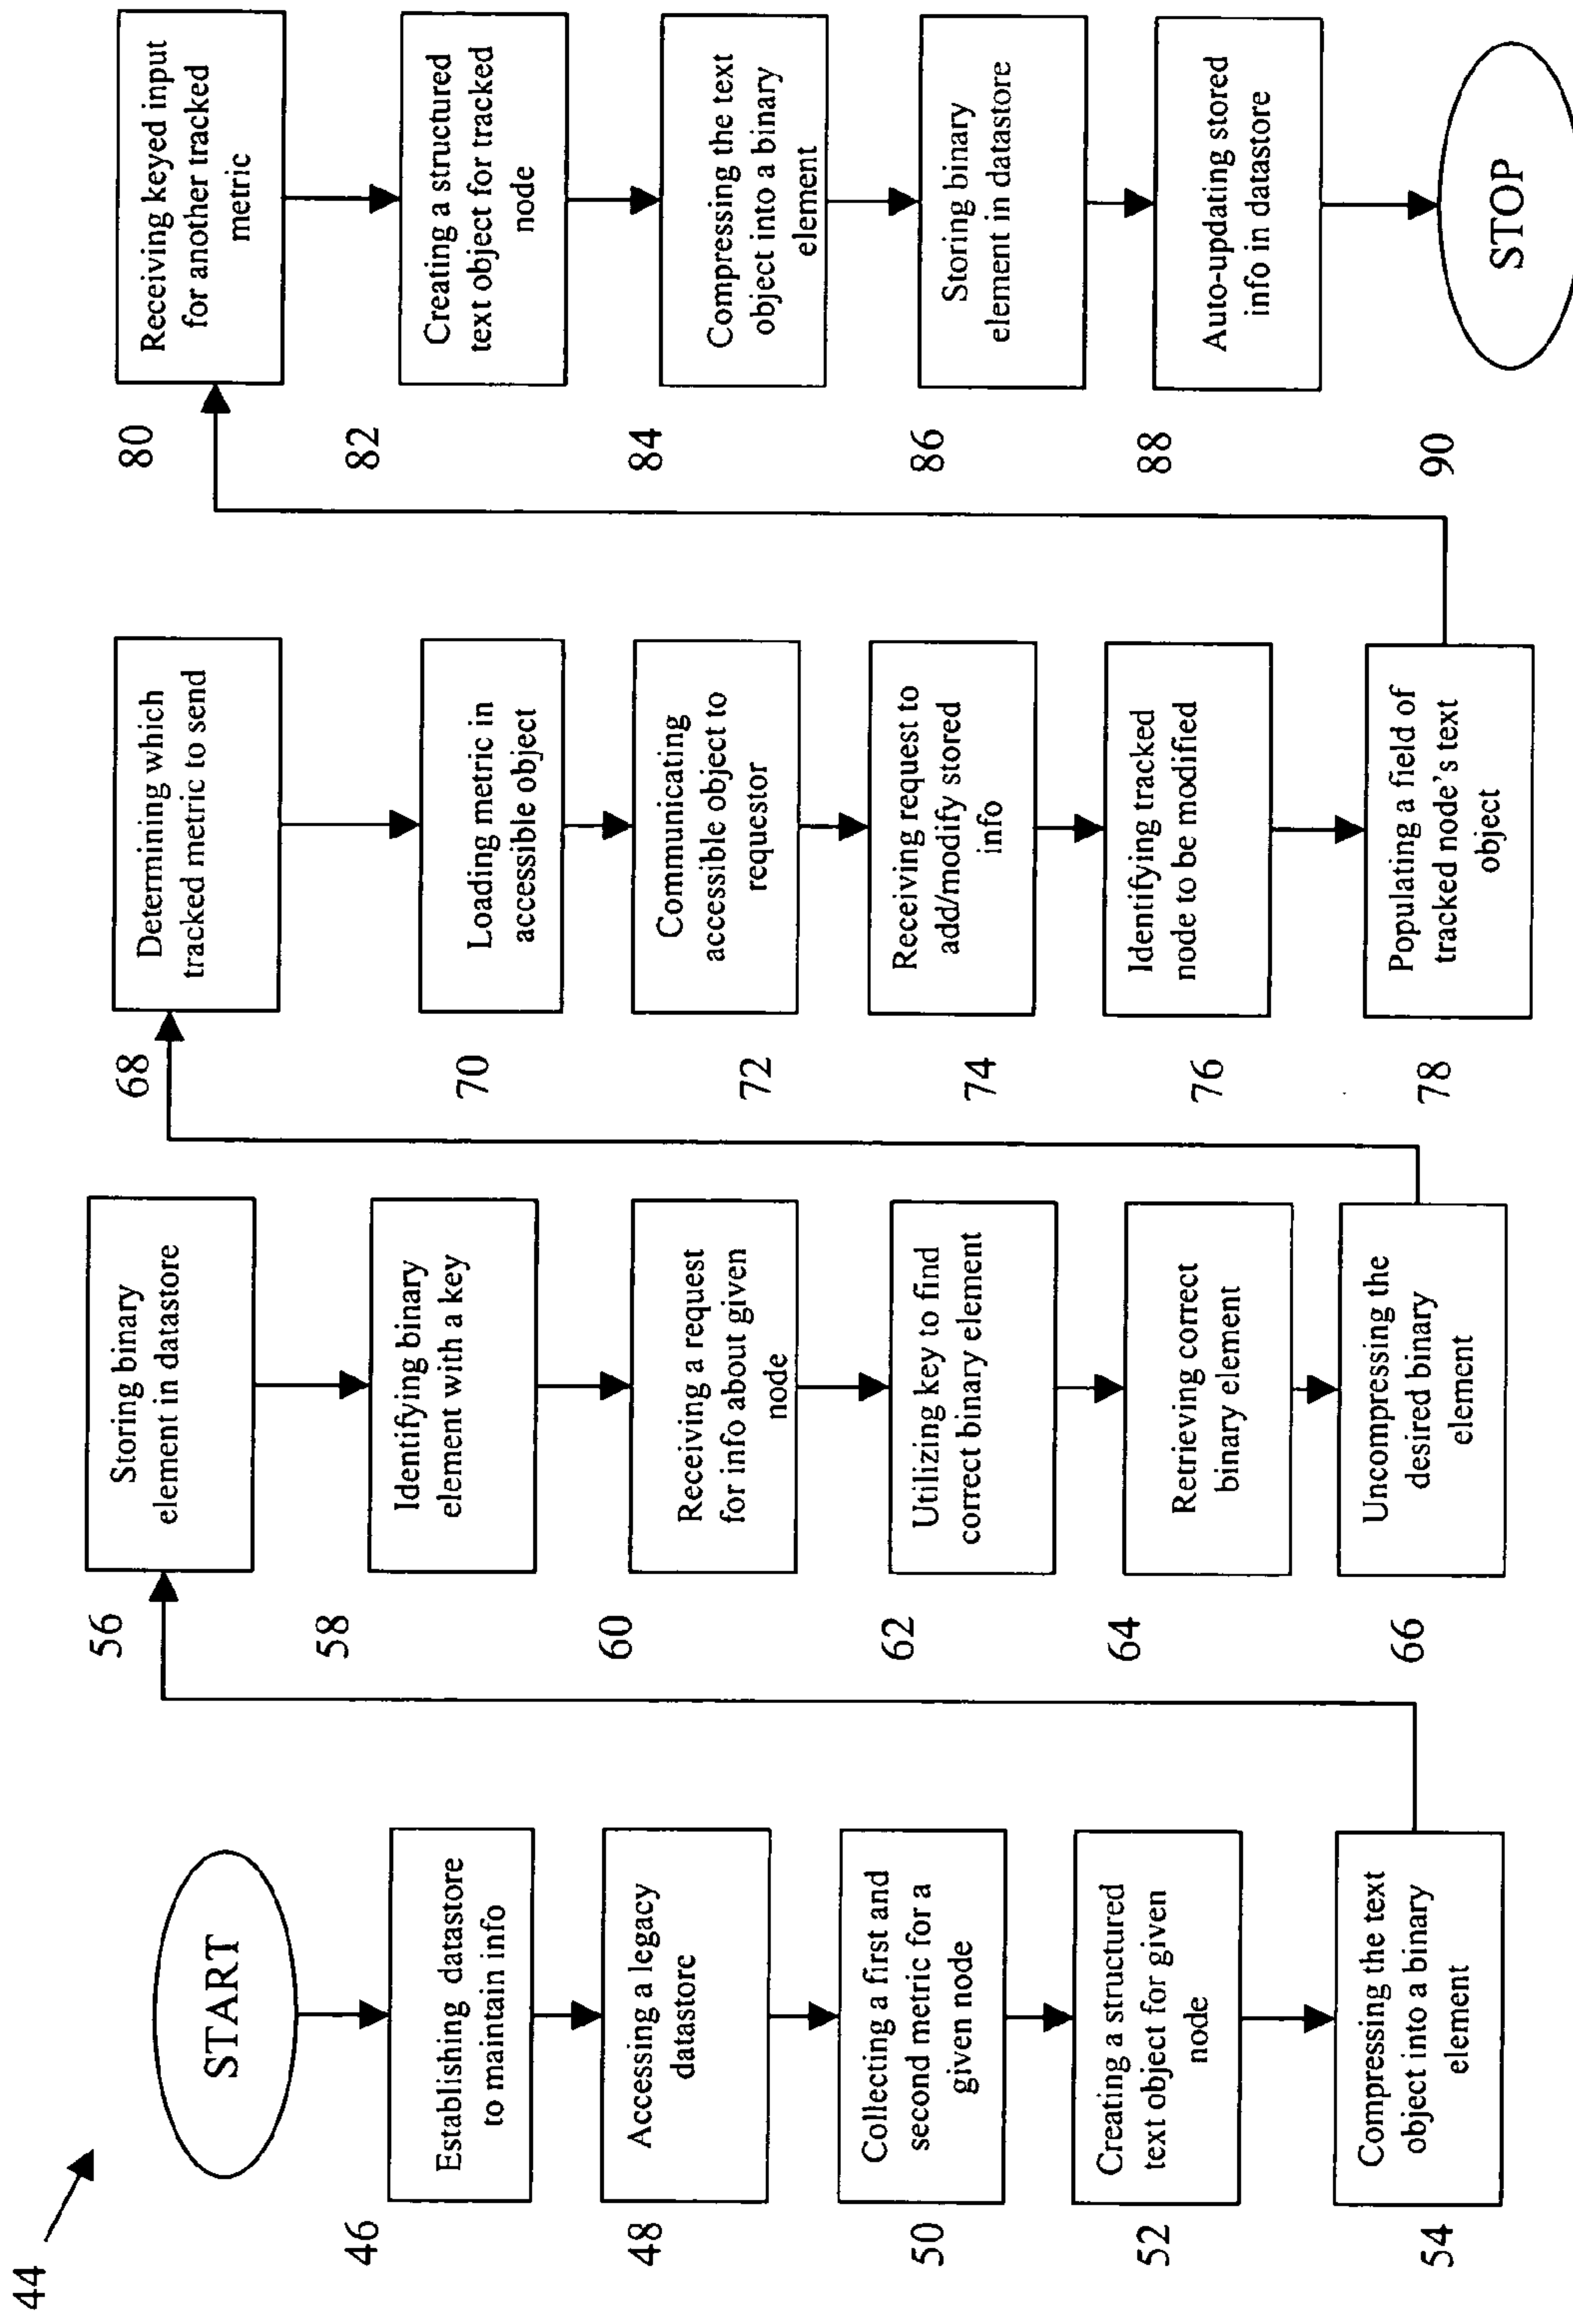 44
START
46
Establishing datastore
to maintain info
48
Accessing a legacy
datastore
50
Collecting a first and
second metric for a
given node
52
Creating a structured
text object for given
node
54
Compressing the text
object into a binary
element
56
Storing binary
element in datastore
58
Identifying binary
element with a key
60
Receiving a request
for info about given
node
62
Utilizing key to find
correct binary element
64
Retrieving correct
binary element
66
Uncompressing the
desired binary
element
68
Determining which
tracked metric to send
70
Loading metric in
accessible object
72
Communicating
accessible object to
requestor
74
Receiving request to
add/modify stored
info
76
Identifying tracked
node to be modified
78
Populating a field of
tracked node's text
object
80
Receiving keyed input
for another tracked
metric
82
Creating a structured
text object for tracked
node
84
Compressing the text
object into a binary
element
86
Storing binary
element in datastore
88
Auto-updating stored
info in datastore
90
STOP